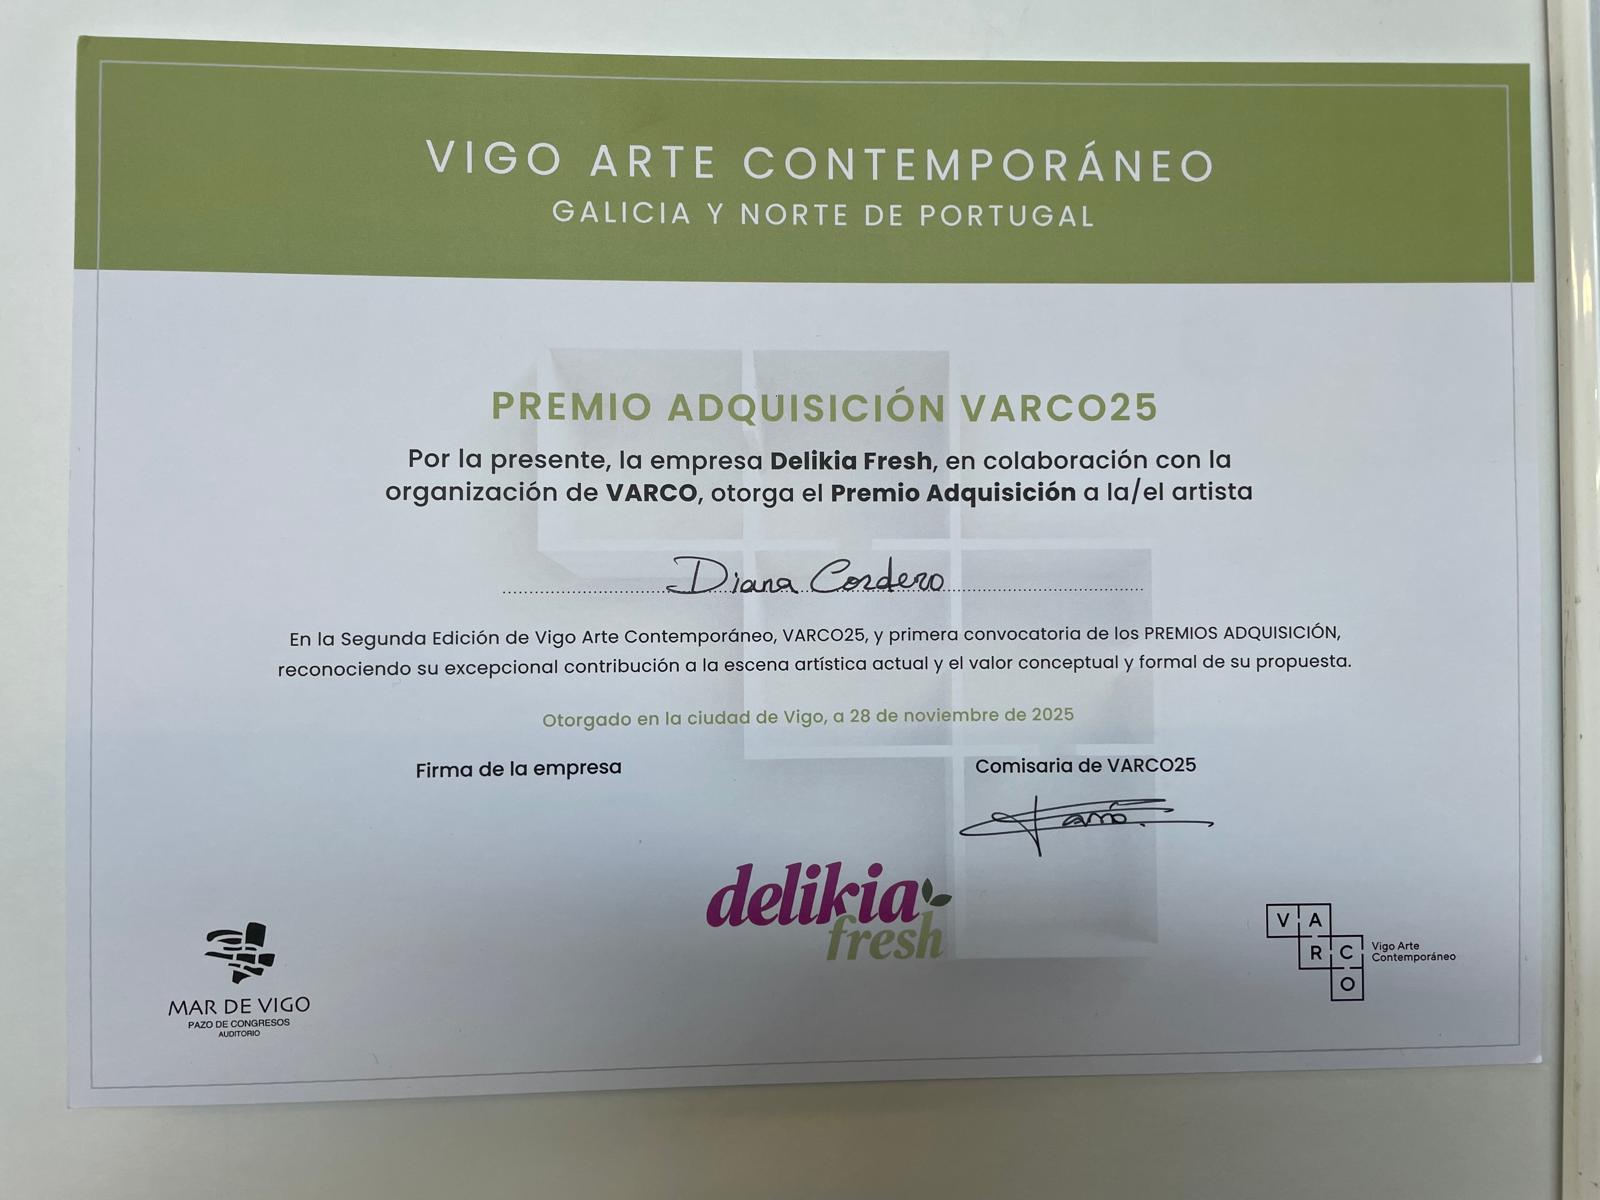 VIGO ARTE CONTEMPORÁNEO
GALICIA Y NORTE DE PORTUGAL
PREMIO ADQUISICIÓN VARCO25
Por la presente, la empresa Delikia Fresh, en colaboración con la
organización de VARCO, otorga el Premio Adquisición a la/el artista
Diana Cordero
En la Segunda Edición de Vigo Arte Contemporáneo, VARCO25, y primera convocatoria de los PREMIOS ADQUISICIÓN,
reconociendo su excepcional contribución a la escena artística actual y el valor conceptual y formal de su propuesta.
Otorgado en la ciudad de Vigo, a 28 de noviembre de 2025
Firma de la empresa
Comisaria de VARCO25
delikia
fresh
MAR DE VIGO
PAZO DE CONGRESOS
AUDITORIO
V A
R C
O
Vigo Arte
Contemporáneo